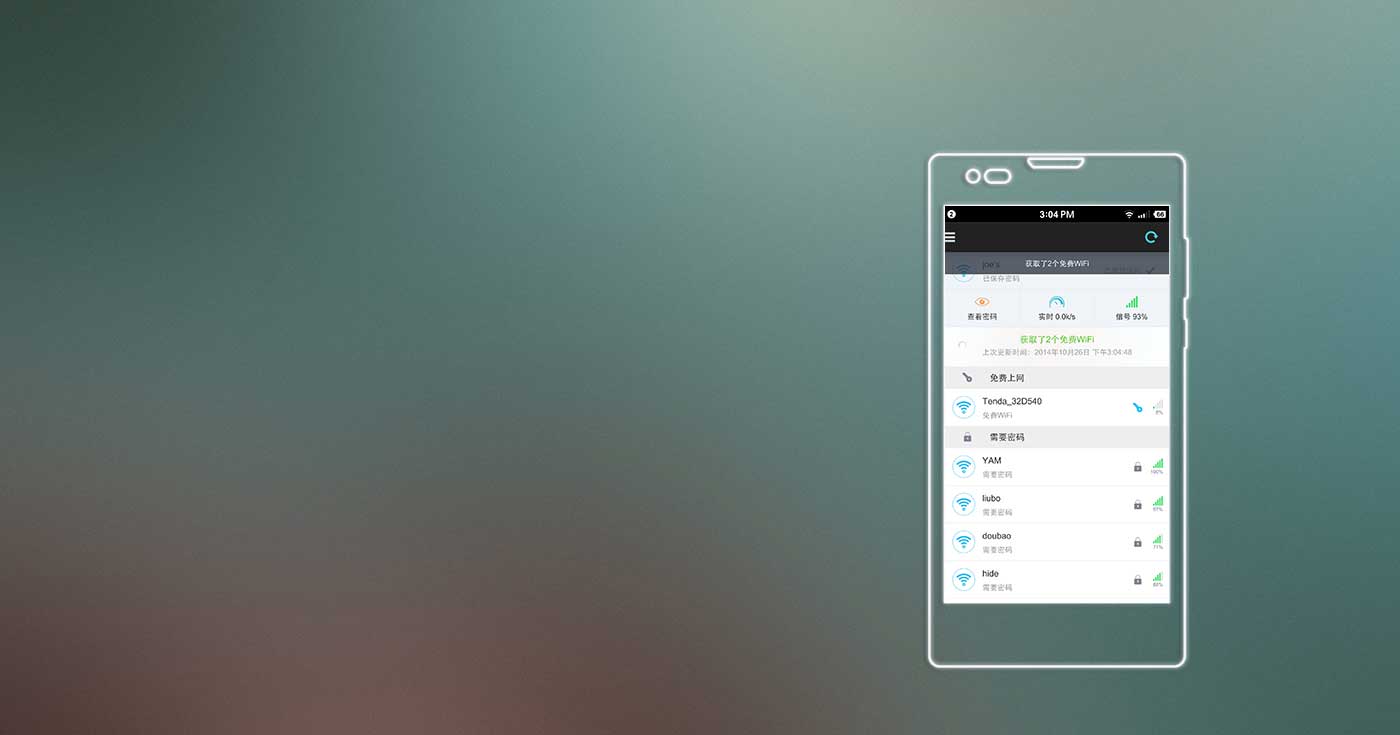 2
3:04 PM
66
获取了2个免费WiFi
joe's
已保存密码
查看密码
实时 0.0k/s
信号 93%
获取了2个免费WiFi
上次更新时间：2014年10月26日 下午3:04:48
免费上网
Tenda_32D540
免费WiFi
需要密码
YAM
需要密码
100%
liubo
需要密码
doubao
需要密码
71%
hide
需要密码